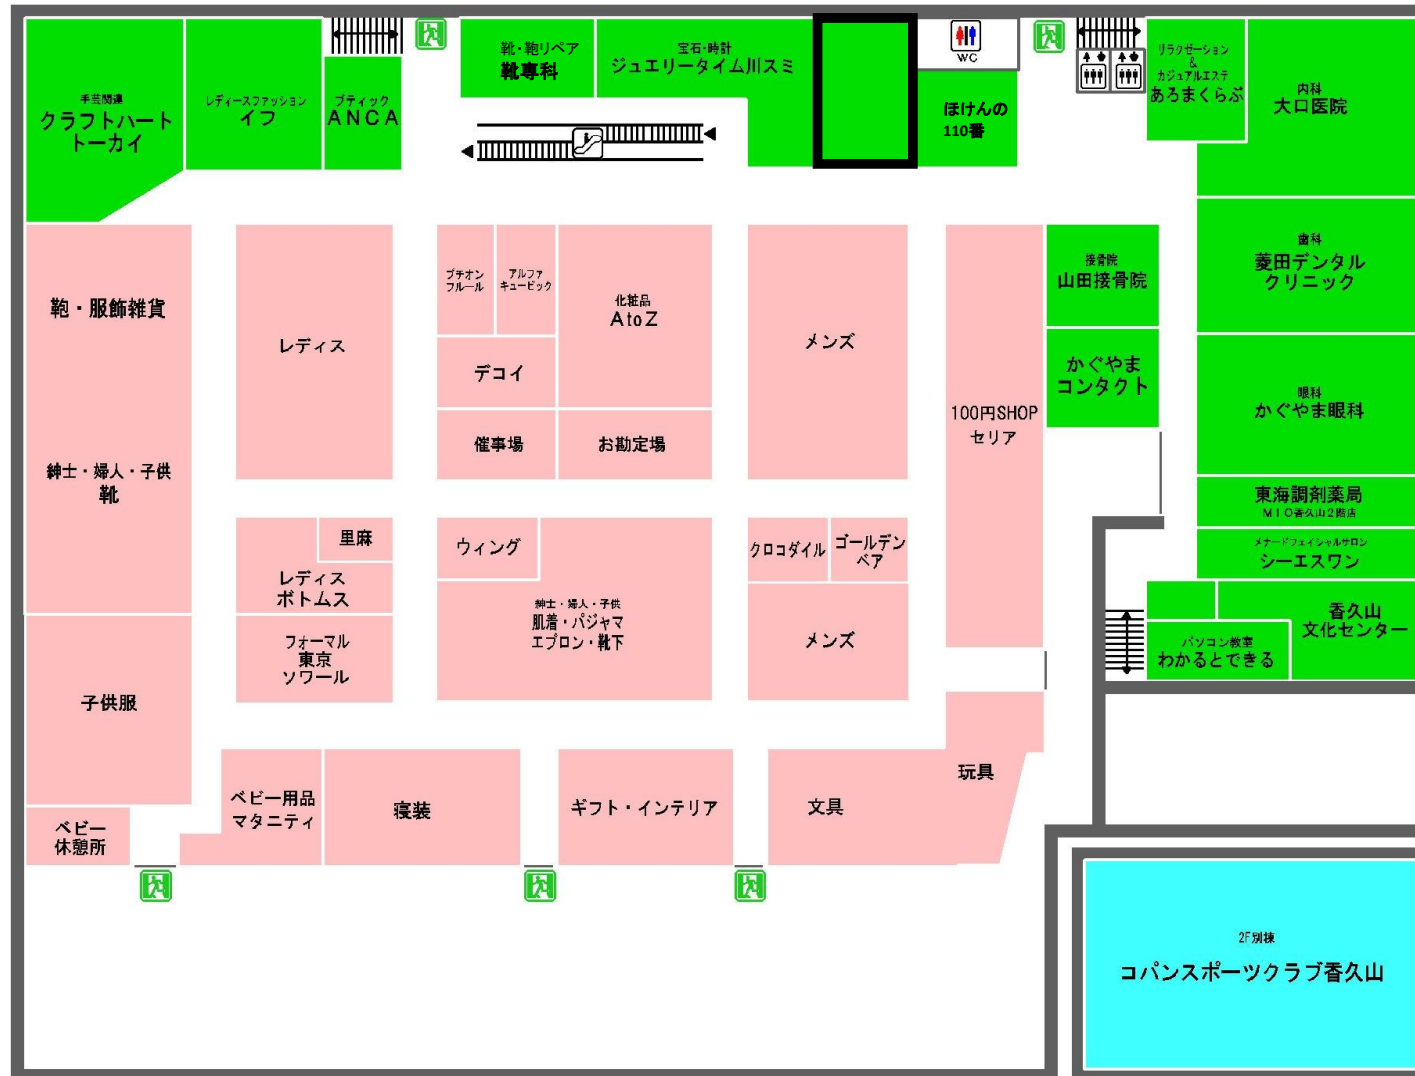 手芸関連
クラフトハート
トーカイ
レディースファッション
イフ
ブティック
ANCA
靴・鞄リペア
靴専科
宝石・時計
ジュエリータイム川スミ
WC
ほけんの
110番
リラクゼーション
&
カジュアルエステ
あろまくらぶ
内科
大口医院
鞄・服飾雑貨
レディス
プチオン
フルール
アルファ
キュービック
化粧品
AtoZ
メンズ
接骨院
山田接骨院
歯科
菱田デンタル
クリニック
デコイ
かぐやま
コンタクト
眼科
かぐやま眼科
100円SHOP
セリア
紳士・婦人・子供
靴
催事場
お勘定場
東海調剤薬局
MIO香久山2階店
里麻
レディス
ボトムス
ウィング
クロコダイル
ゴールデン
ベア
メナードフェイシャルサロン
シーエスワン
フォーマル
東京
ソワール
紳士・婦人・子供
肌着・パジャマ
エプロン・靴下
メンズ
香久山
文化センター
パソコン教室
わかるとできる
子供服
ベビー
休憩所
ベビー用品
マタニティ
寝装
ギフト・インテリア
文具
玩具
2F別棟
コパンスポーツクラブ香久山